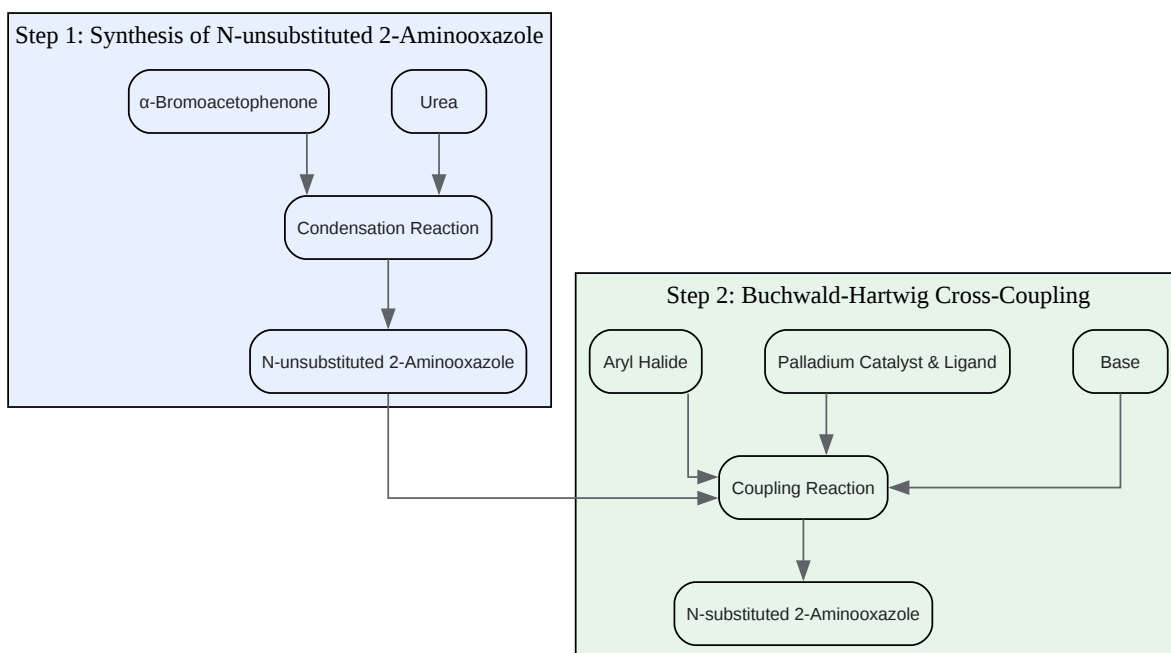 Step 1: Synthesis of N-unsubstituted 2-Aminooxazole
α-Bromoacetophenone
Urea
Condensation Reaction
N-unsubstituted 2-Aminooxazole
Step 2: Buchwald-Hartwig Cross-Coupling
Aryl Halide
Palladium Catalyst & Ligand
Base
Coupling Reaction
N-substituted 2-Aminooxazole